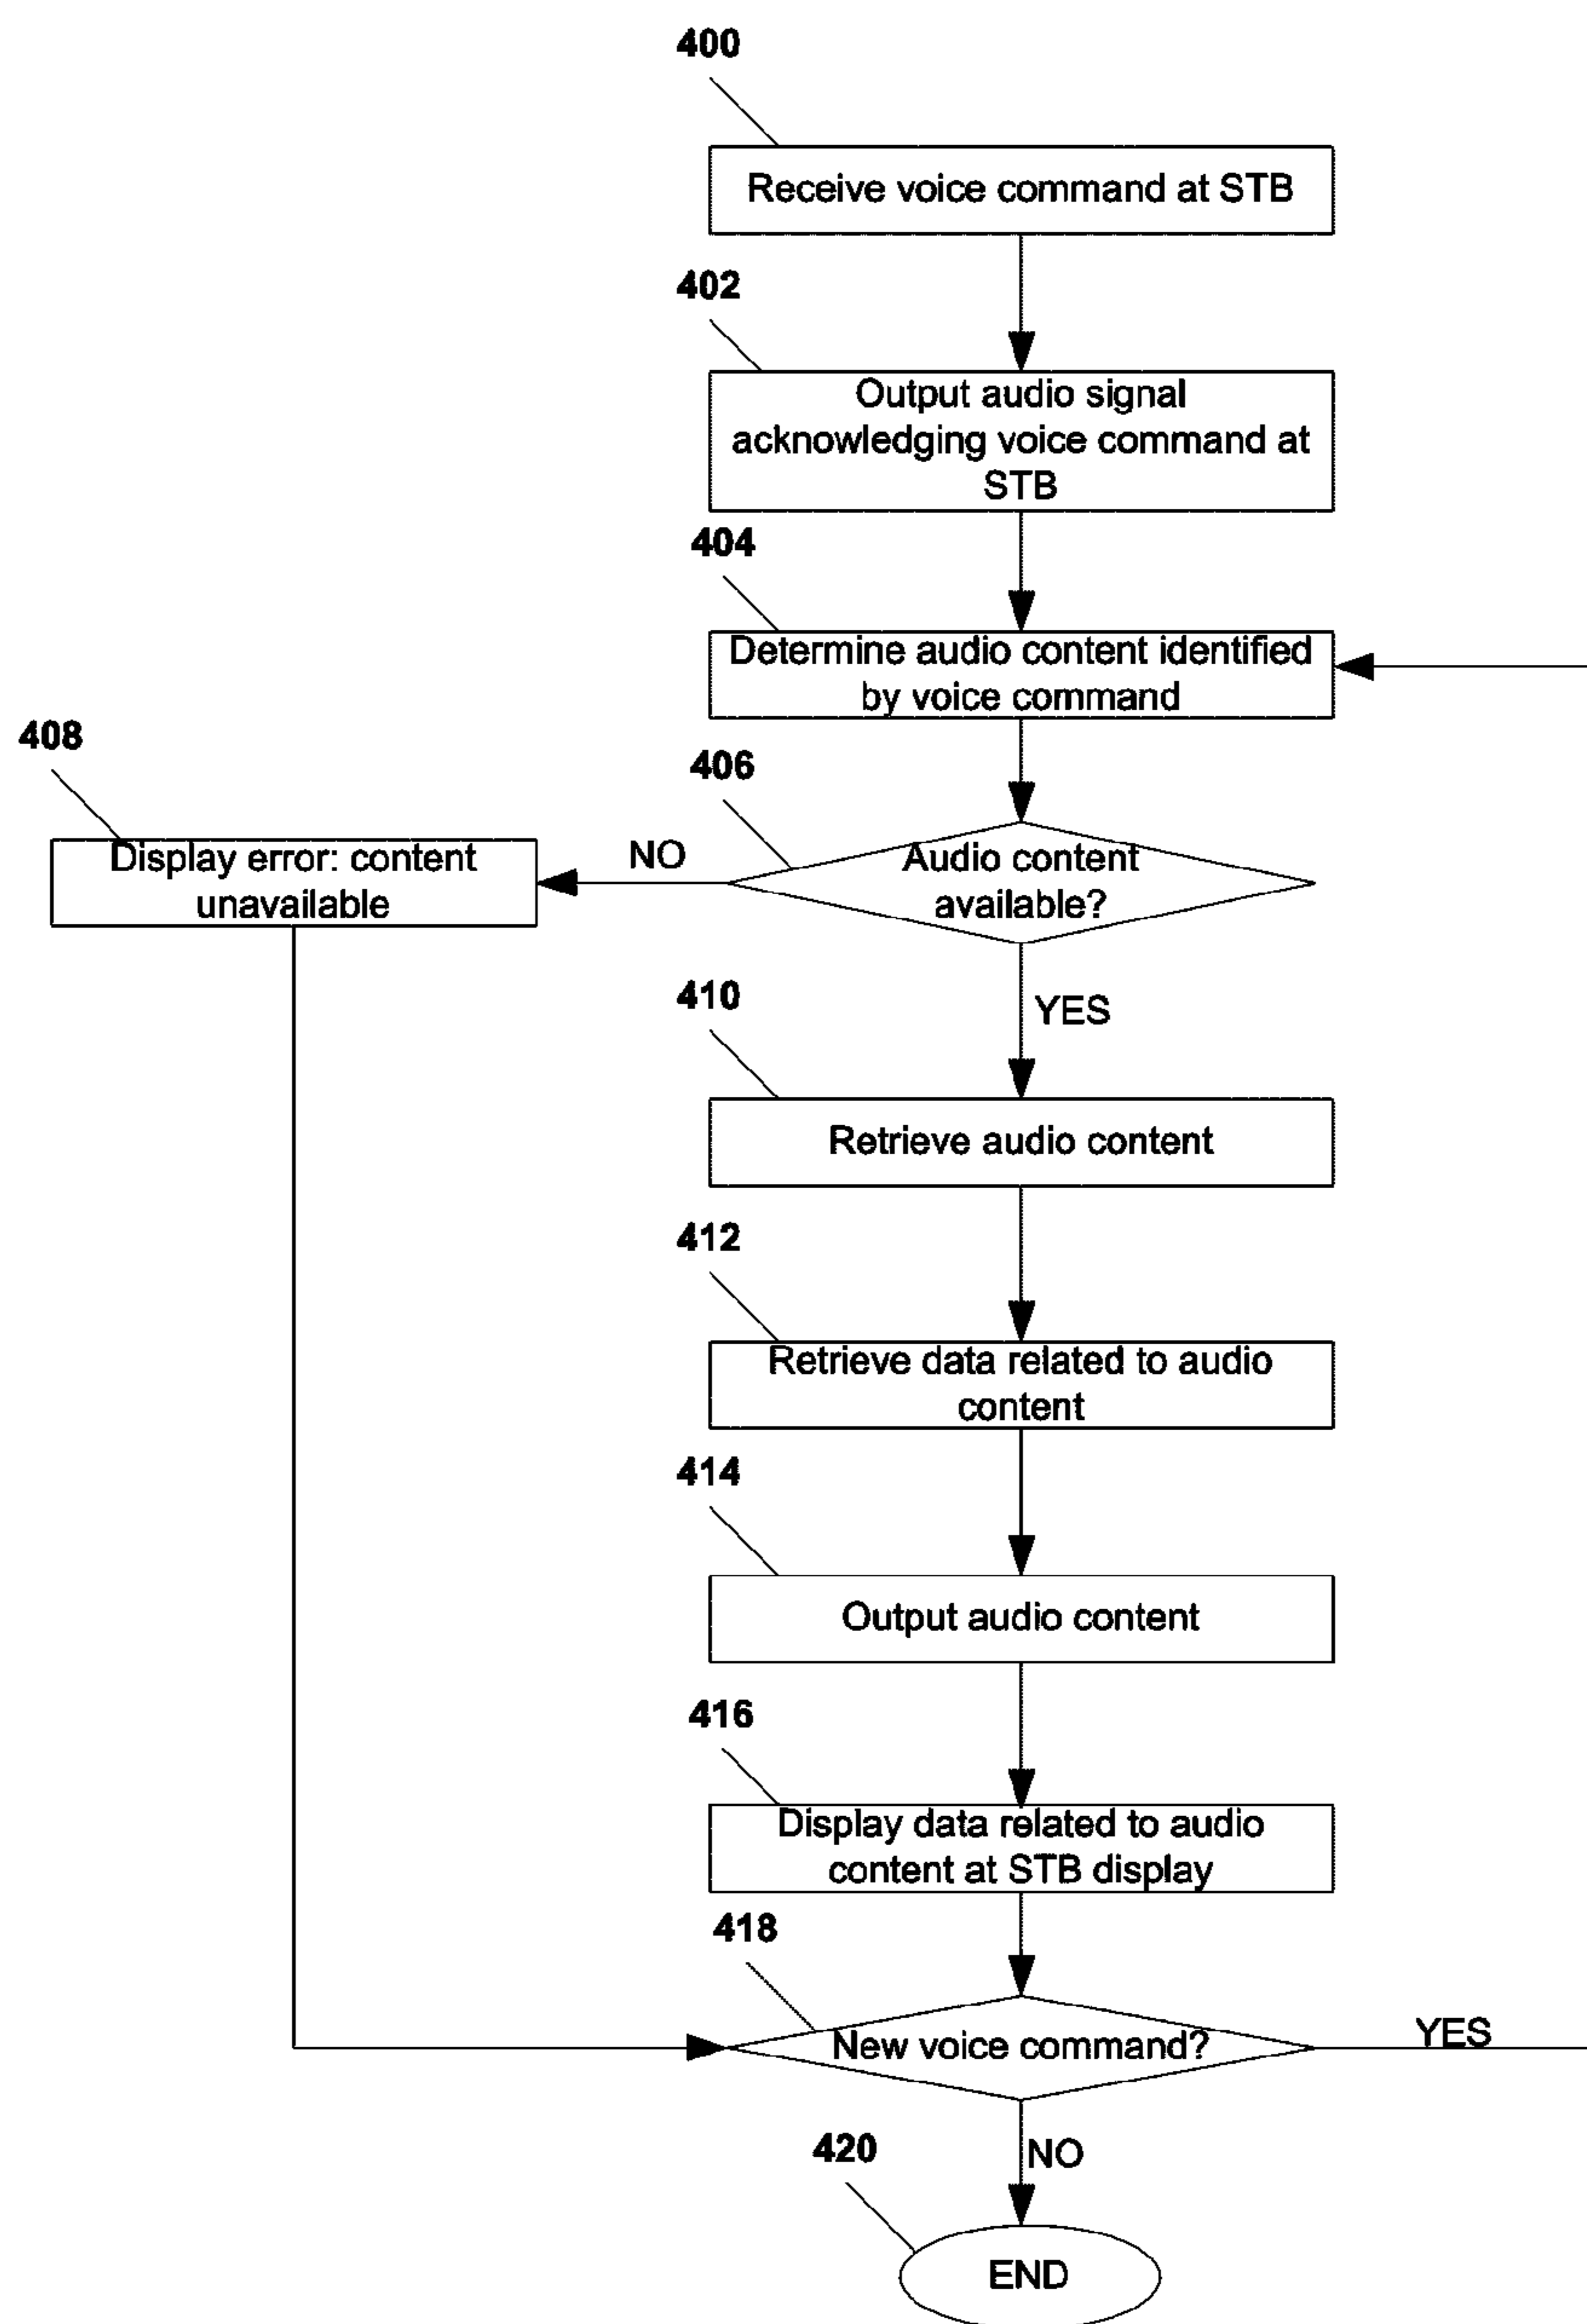 400
Receive voice command at STB
402
Output audio signal
acknowledging voice command at
STB
404
Determine audio content identified
by voice command
408
406
Display error: content
unavailable
NO
Audio content
available?
YES
410
Retrieve audio content
412
Retrieve data related to audio
content
414
Output audio content
416
Display data related to audio
content at STB display
418
New voice command?
YES
NO
420
END